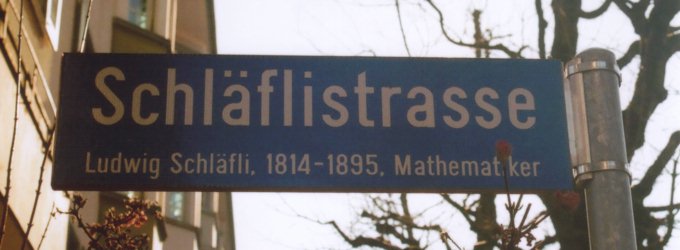 Schläflistrasse
Ludwig Schläfli, 1814-1895, Mathematiker